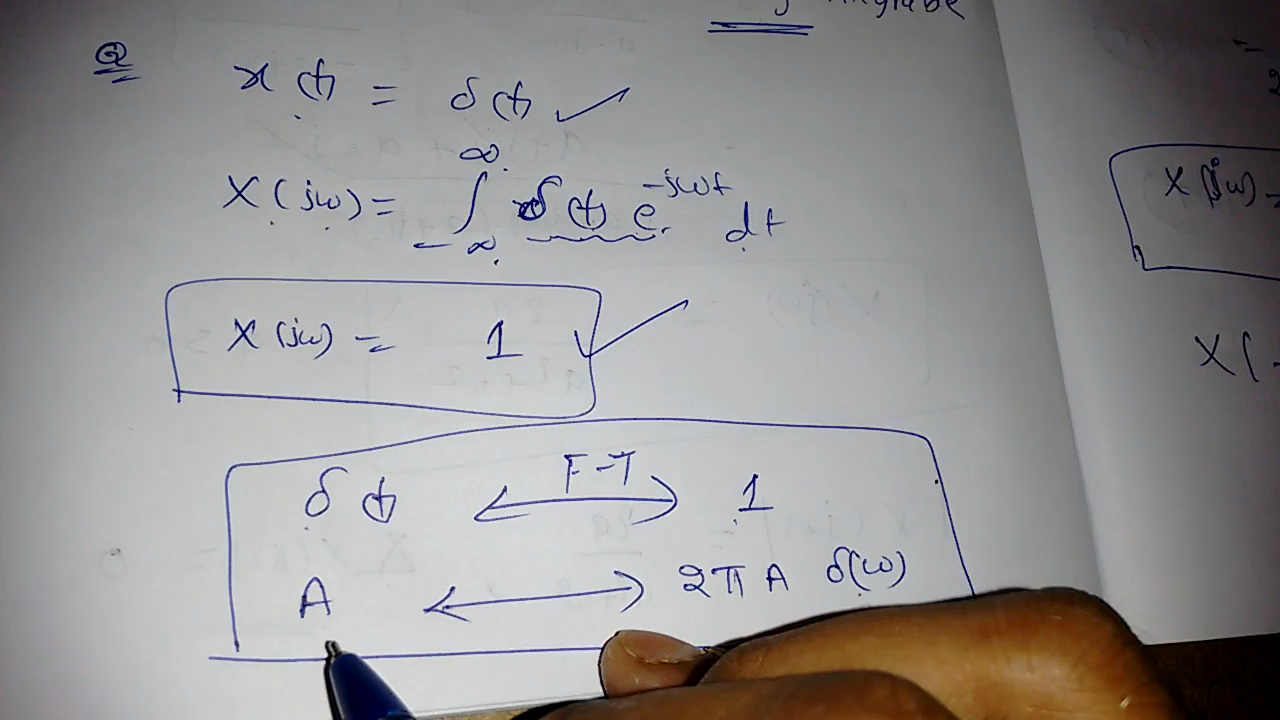 Q x(t) = δ(t) ✓
X(jω) = ∫_{-∞}^{∞} δ(t) e^{-jωt} dt
X(jω) = 1 ✓
δ(t) ⟷ F-T 1
A ⟷ 2π A δ(ω)
X(jω) =
X(